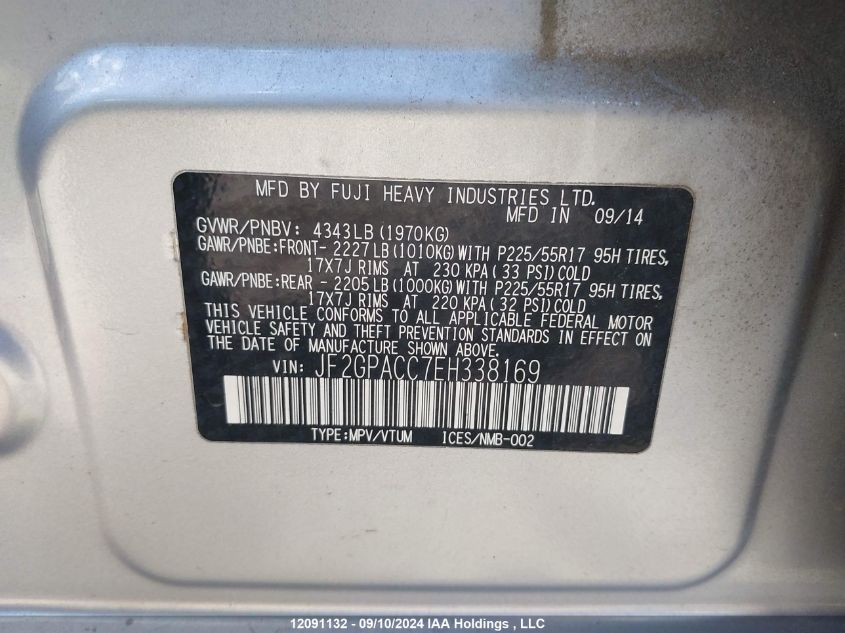 MFD BY FUJI HEAVY INDUSTRIES LTD.
MFD IN 09/14
GVWR/PNBV: 4343LB(1970KG)
GAWR/PNBE:FRONT- 2227LB(1010KG)WITH P225/55R17 95H TIRES,
17X7J RIMS AT 230 KPA(33 PSI)COLD
GAWR/PNBE:REAR - 2205LB(1000KG)WITH P225/55R17 95H TIRES,
17X7J RIMS AT 220 KPA(32 PSI)COLD
THIS VEHICLE CONFORMS TO ALL APPLICABLE FEDERAL MOTOR
VEHICLE SAFETY AND THEFT PREVENTION STANDARDS IN EFFECT ON
THE DATE OF MANUFACTURE SHOWN ABOVE.
VIN: JF2GPACC7EH338169
TYPE:MPV/VTUM ICES/NMB-002
12091132 - 09/10/2024 IAA Holdings , LLC